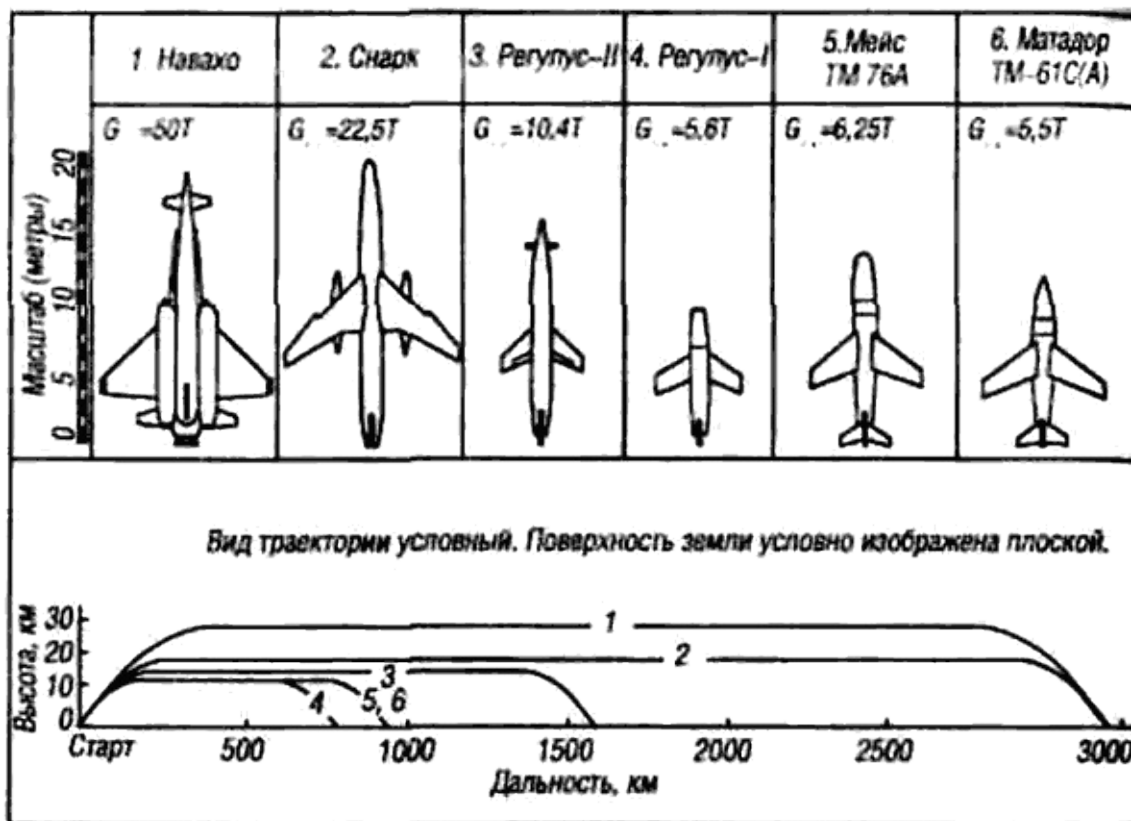 1 Навахо
2. Снарк
3. Регулус-II
4. Регулус-I
5.Мейс
ТМ 76А
6. Матадор
ТМ-61С(А)
G =50Т
G =22,5Т
G =10,4Т
G =5,6Т
G =6,25Т
G =5,5Т
Масштаб (метры)
20
15
10
5
0
Вид траектории условный. Поверхность земли условно изображена плоской.
Высота, км
30
20
10
0
1
2
3
4
5, 6
Старт
500
1000
1500
2000
2500
3000
Дальность, км